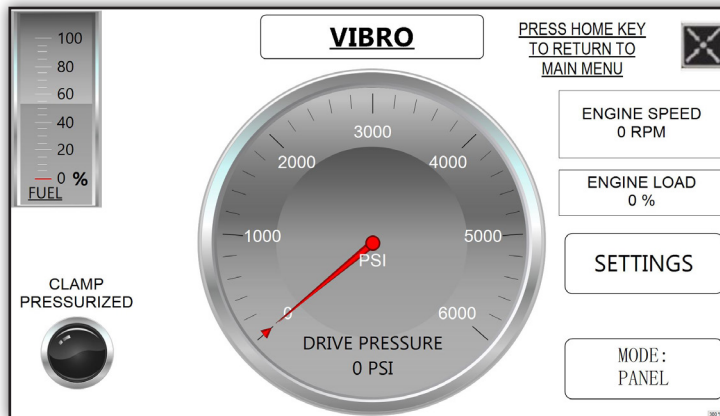 VIBRO
PRESS HOME KEY
TO RETURN TO
MAIN MENU
100
80
60
40
20
0 %
FUEL
ENGINE SPEED
0 RPM
ENGINE LOAD
0 %
SETTINGS
MODE:
PANEL
CLAMP
PRESSURIZED
0
1000
2000
3000
4000
5000
6000
PSI
DRIVE PRESSURE
0 PSI